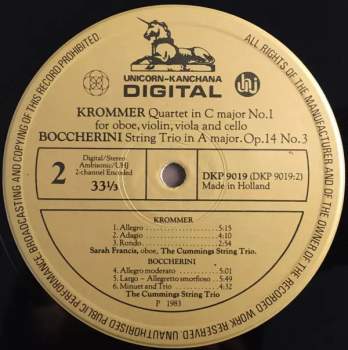 ALL RIGHTS OF THE MANUFACTURER AND OF THE OWNER OF THE RECORDED WORK RESERVED. UNAUTHORISED PUBLIC PERFORMANCE, BROADCASTING AND COPYING OF THIS RECORD PROHIBITED.
UNICORN-KANCHANA
DIGITAL
uhj
KROMMER Quartet in C major No.1
for oboe, violin, viola and cello
BOCCHERINI String Trio in A major. Op.14 No.3
2
Digital/Stereo
Ambisonic/UHJ
2-channel Encoded
33⅓
DKP 9019 (DKP 9019:2)
Made in Holland
KROMMER
1. Allegro 5:15
2. Adagio 4:10
3. Rondo 2:54
Sarah Francis, oboe, The Cummings String Trio.
BOCCHERINI
4. Allegro moderato 5.01
5. Largo – Allegretto smorfioso 5:49
6. Minuet and Trio 4:32
The Cummings String Trio
P 1983